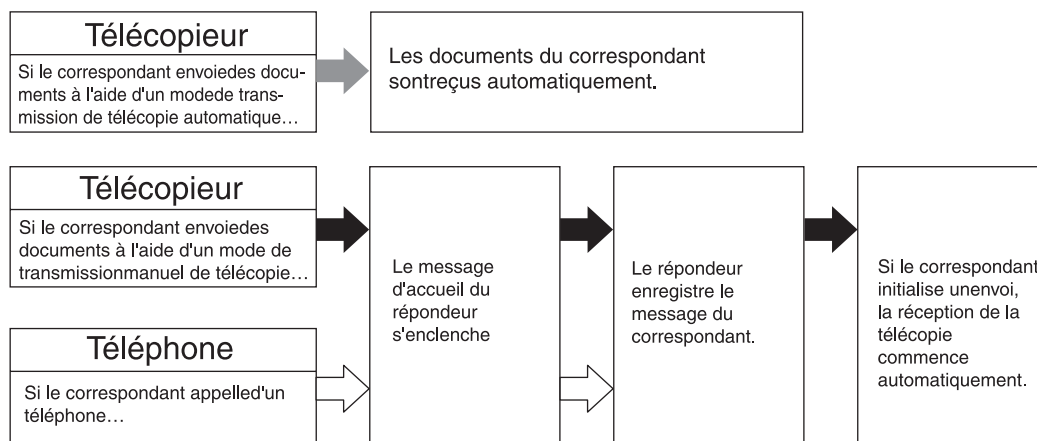 Télécopieur
Si le correspondant envoiedes docu-
ments à l'aide d'un modede trans-
mission de télécopie automatique…
Les documents du correspondant
sontreçus automatiquement.
Télécopieur
Si le correspondant envoiedes
documents à l'aide d'un mode de
transmissionmanuel de télécopie…
Téléphone
Si le correspondant appelled'un
téléphone…
Le message
d'accueil du
répondeur
s'enclenche
Le répondeur
enregistre le
message du
correspondant.
Si le correspondant
initialise unenvoi,
la réception de la
télécopie
commence
automatiquement.